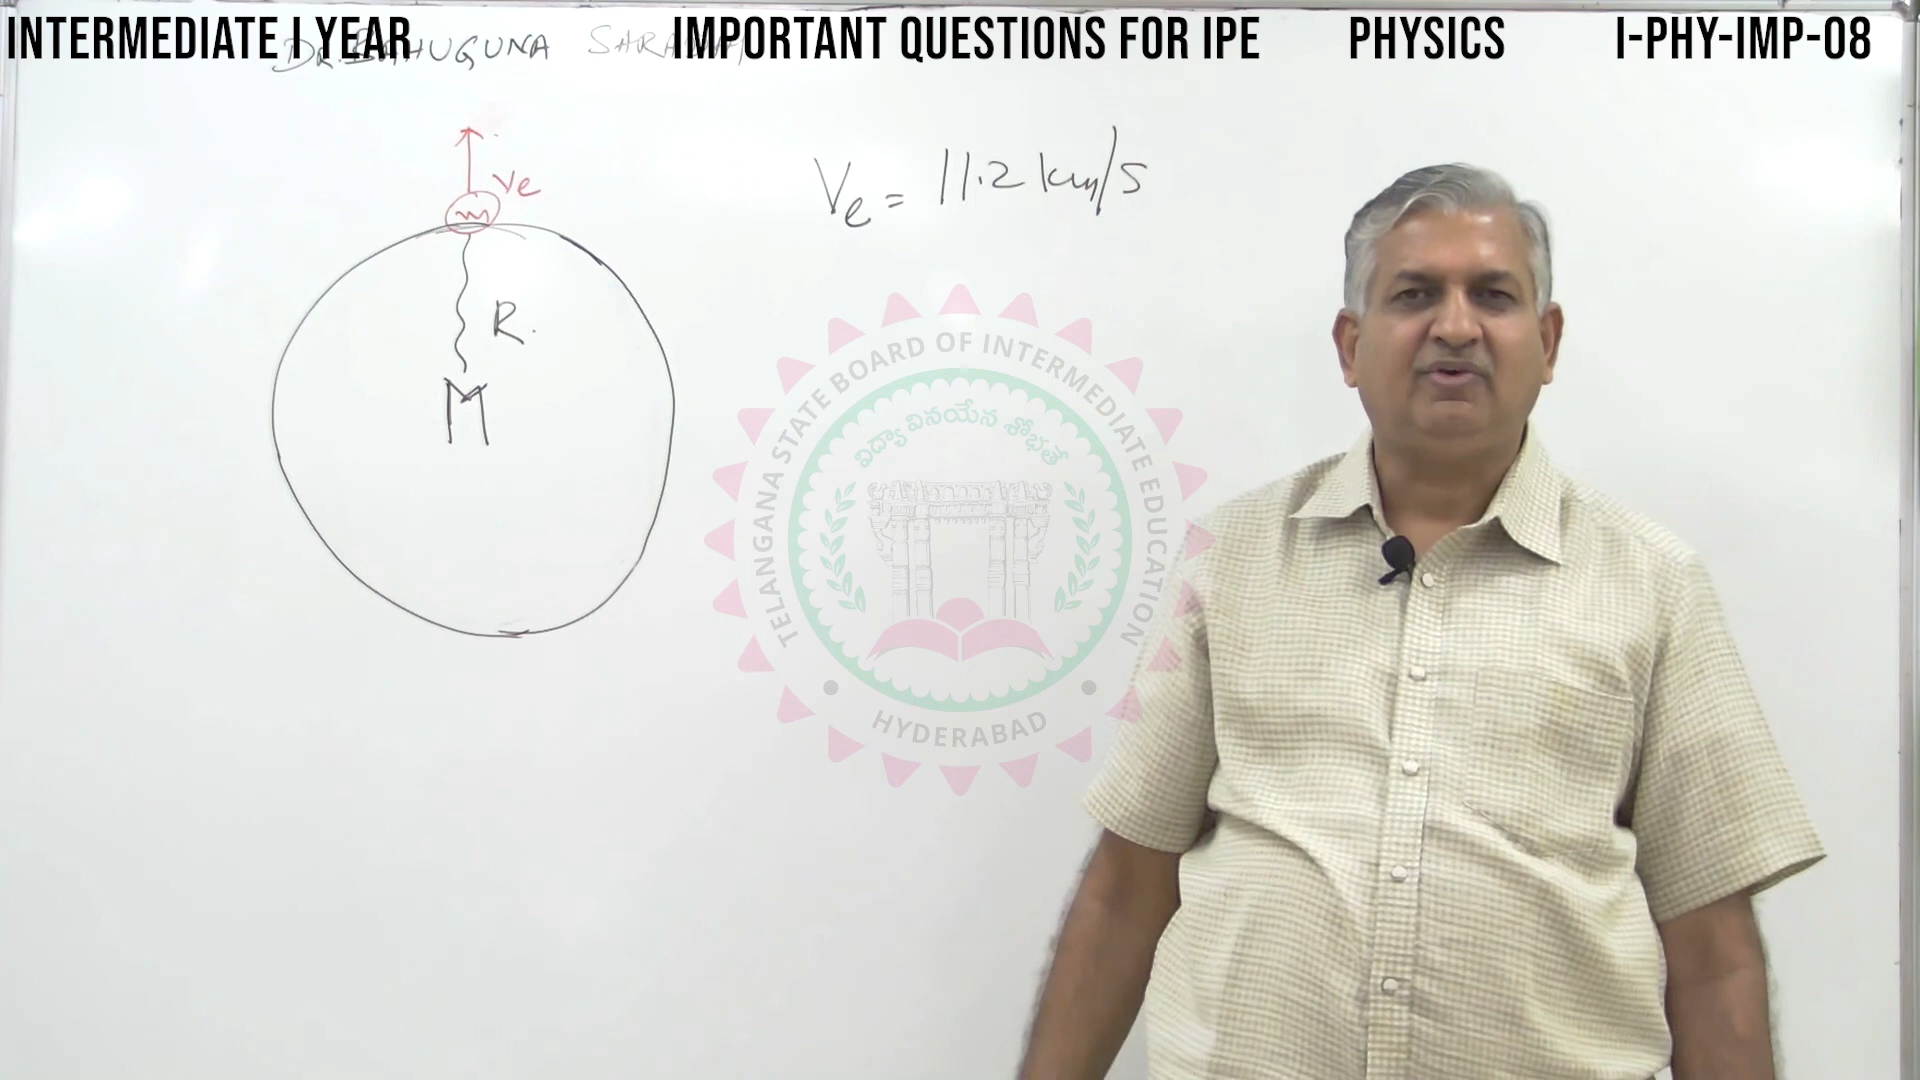 INTERMEDIATE I YEAR
IMPORTANT QUESTIONS FOR IPE
PHYSICS
I-PHY-IMP-08
BAHUGUNA
Ve
m
R.
M
Ve = 11.2 km/s
TELANGANA STATE BOARD OF INTERMEDIATE EDUCATION
విద్యా వినయేన శోభతే
HYDERABAD